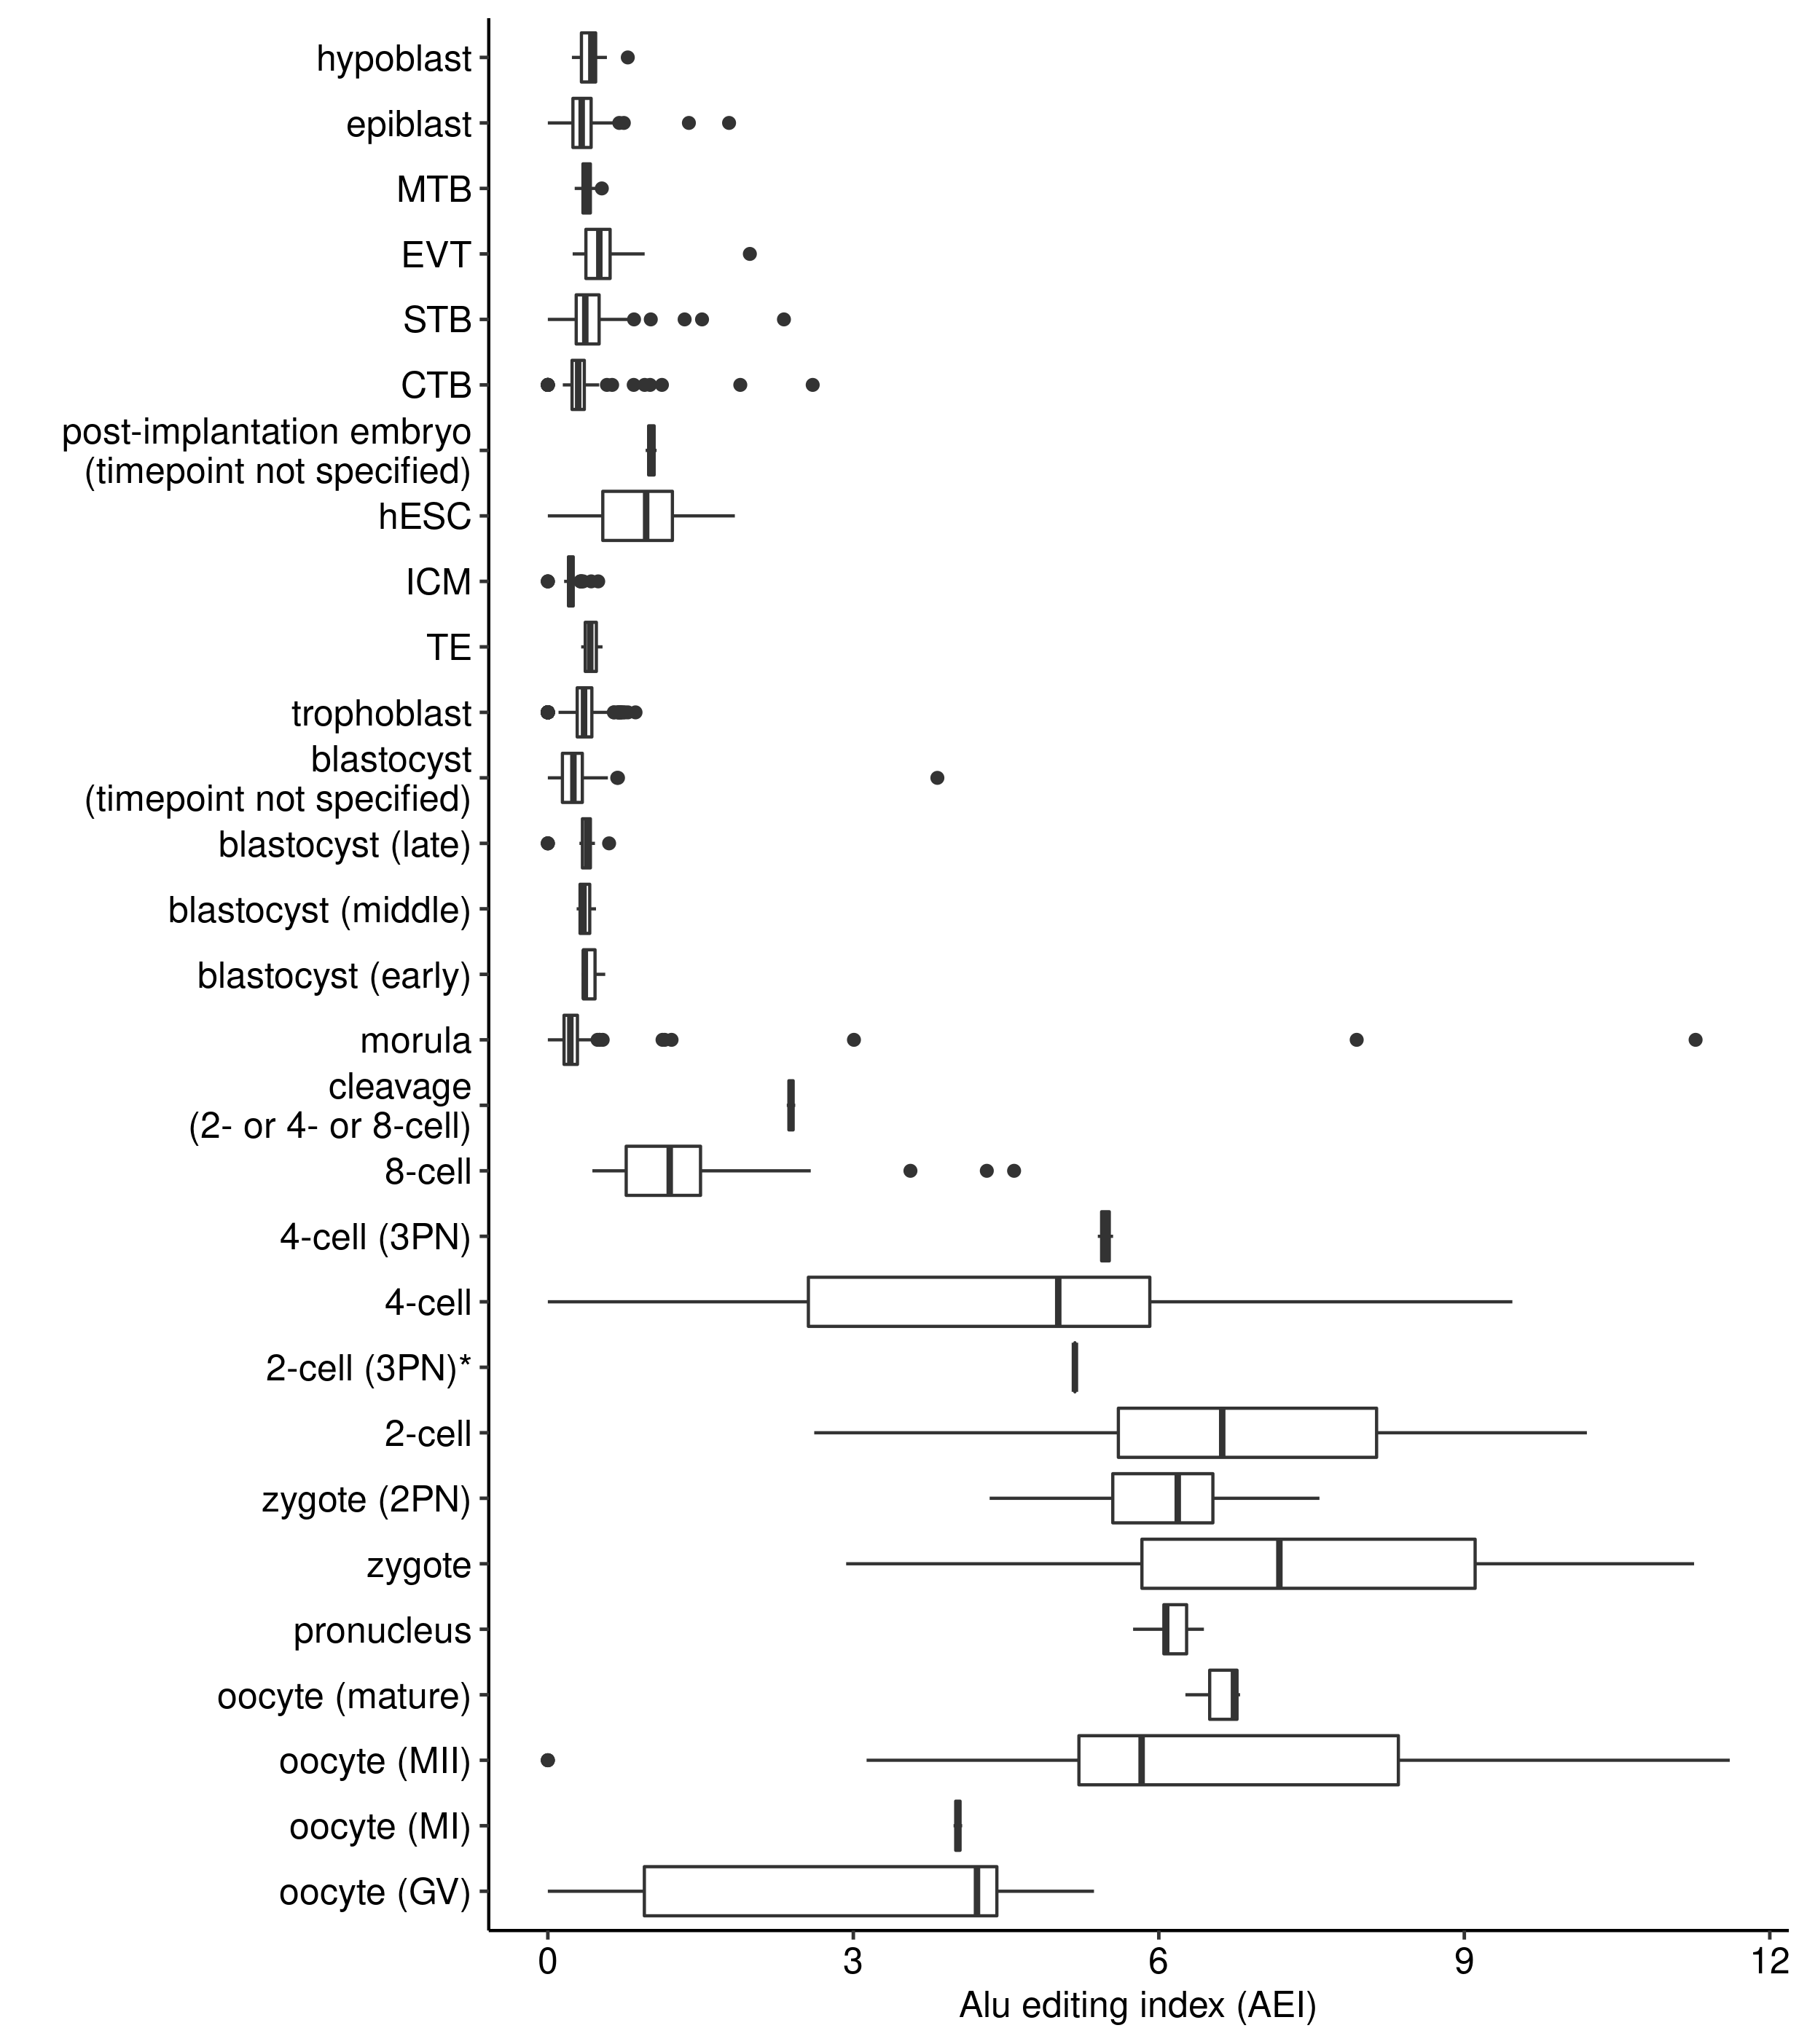 hypoblast
epiblast
MTB
EVT
STB
CTB
post-implantation embryo
(timepoint not specified)
hESC
ICM
TE
trophoblast
blastocyst
(timepoint not specified)
blastocyst (late)
blastocyst (middle)
blastocyst (early)
morula
cleavage
(2- or 4- or 8-cell)
8-cell
4-cell (3PN)
4-cell
2-cell (3PN)*
2-cell
zygote (2PN)
zygote
pronucleus
oocyte (mature)
oocyte (MII)
oocyte (MI)
oocyte (GV)
0 3 6 9 12
Alu editing index (AEI)